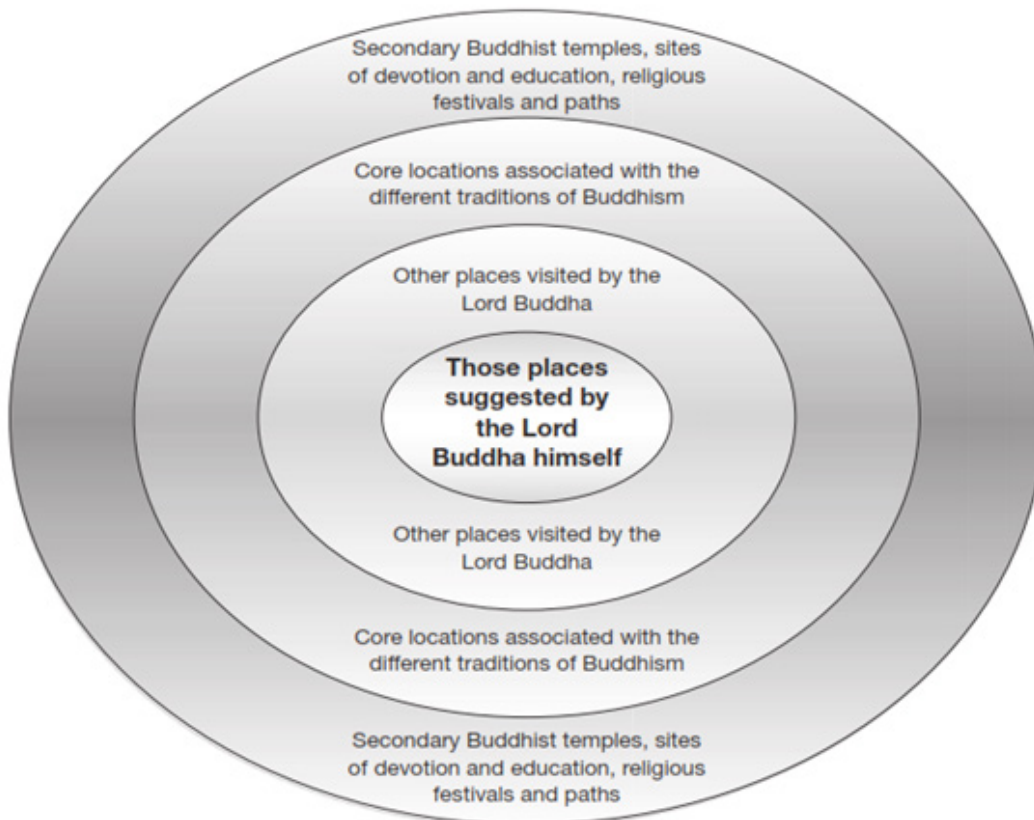 Secondary Buddhist temples, sites
of devotion and education, religious
festivals and paths
Core locations associated with the
different traditions of Buddhism
Other places visited by the
Lord Buddha
Those places
suggested by
the Lord
Buddha himself
Other places visited by the
Lord Buddha
Core locations associated with the
different traditions of Buddhism
Secondary Buddhist temples, sites
of devotion and education, religious
festivals and paths